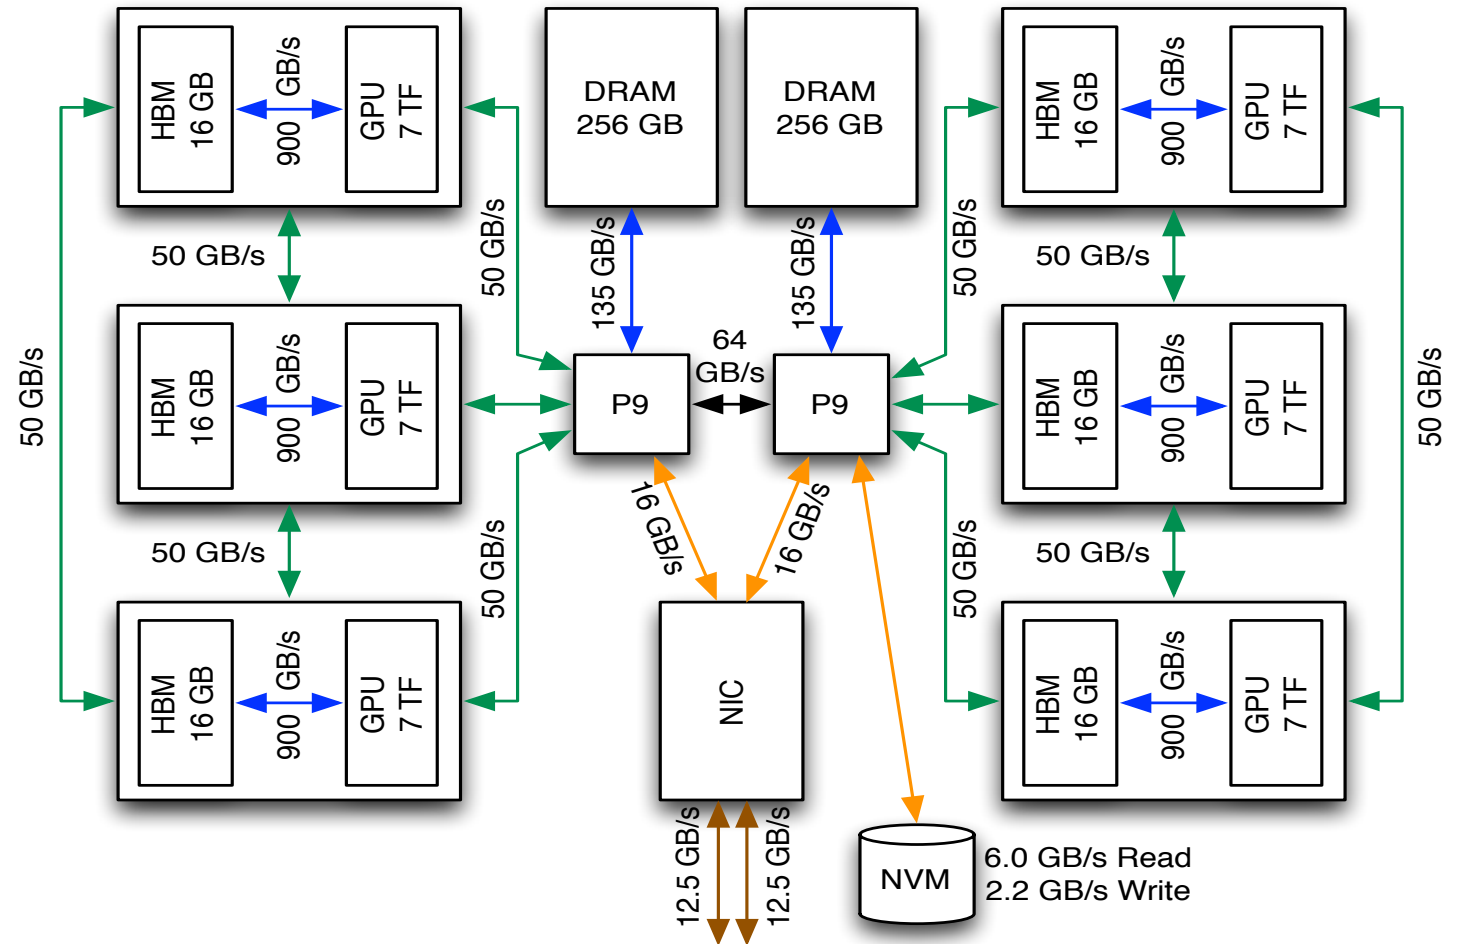 HBM
16 GB
900 GB/s
GPU
7 TF
DRAM
256 GB
DRAM
256 GB
HBM
16 GB
900 GB/s
GPU
7 TF
50 GB/s
50 GB/s
135 GB/s
135 GB/s
50 GB/s
50 GB/s
50 GB/s
HBM
16 GB
900 GB/s
GPU
7 TF
P9
64
GB/s
P9
HBM
16 GB
900 GB/s
GPU
7 TF
50 GB/s
50 GB/s
50 GB/s
16 GB/s
16 GB/s
50 GB/s
50 GB/s
HBM
16 GB
900 GB/s
GPU
7 TF
NIC
HBM
16 GB
900 GB/s
GPU
7 TF
12.5 GB/s
12.5 GB/s
NVM
6.0 GB/s Read
2.2 GB/s Write